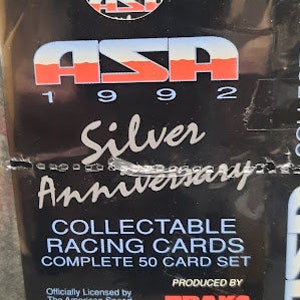 ASA
ASA
1992
Silver
Anniversary
COLLECTABLE
RACING CARDS
COMPLETE 50 CARD SET
PRODUCED BY
Officially Licensed by
The American Speed